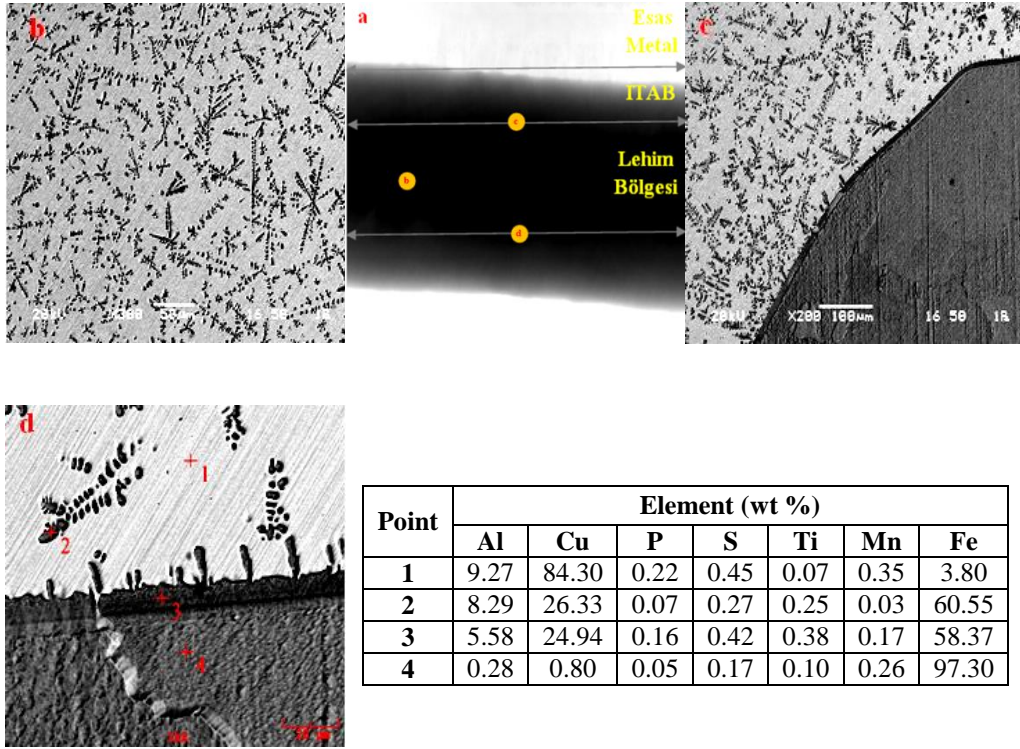 b
20kU X300 50µm 16 50 1R
a
Esas
Metal
ITAB
c
Lehim
Bölgesi
b
d
c
20kU X200 100µm 16 50 1R
d
1
2
3
4
Point Element (wt %)
Al Cu P S Ti Mn Fe
1 9.27 84.30 0.22 0.45 0.07 0.35 3.80
2 8.29 26.33 0.07 0.27 0.25 0.03 60.55
3 5.58 24.94 0.16 0.42 0.38 0.17 58.37
4 0.28 0.80 0.05 0.17 0.10 0.26 97.30